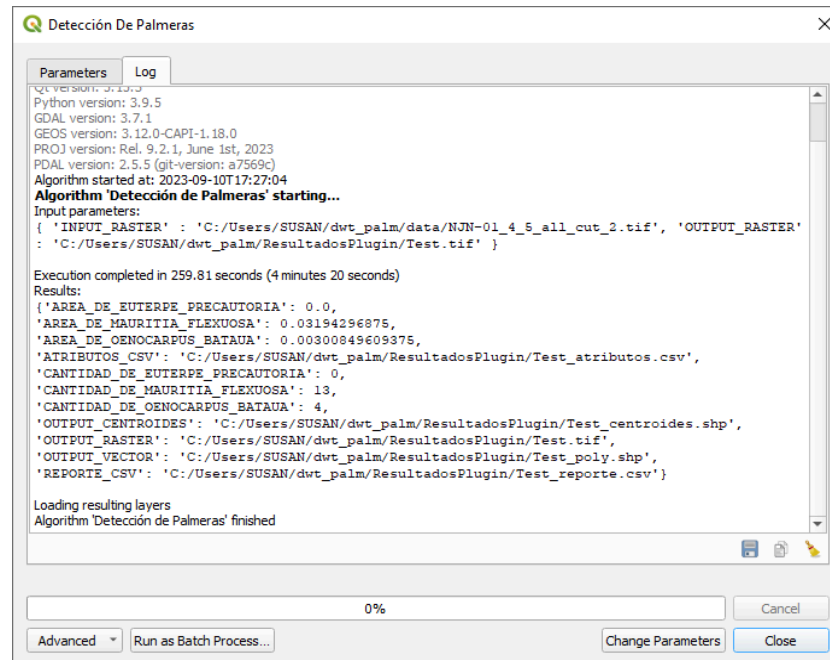 Detección De Palmeras
Parameters
Log
Qt version: 5.15.3
Python version: 3.9.5
GDAL version: 3.7.1
GEOS version: 3.12.0-CAPI-1.18.0
PROJ version: Rel. 9.2.1, June 1st, 2023
PDAL version: 2.5.5 (git-version: a7569c)
Algorithm started at: 2023-09-10T17:27:04
Algorithm 'Detección de Palmeras' starting...
Input parameters:
{ 'INPUT_RASTER' : 'C:/Users/SUSAN/dwt_palm/data/NJN-01_4_5_all_cut_2.tif', 'OUTPUT_RASTER'
: 'C:/Users/SUSAN/dwt_palm/ResultadosPlugin/Test.tif' }
Execution completed in 259.81 seconds (4 minutes 20 seconds)
Results:
{'AREA_DE_EUTERPE_PRECAUTORIA': 0.0,
'AREA_DE_MAURITIA_FLEXUOSA': 0.03194296875,
'AREA_DE_OENOCARPUS_BATAUA': 0.00300849609375,
'ATRIBUTOS_CSV': 'C:/Users/SUSAN/dwt_palm/ResultadosPlugin/Test_atributos.csv',
'CANTIDAD_DE_EUTERPE_PRECAUTORIA': 0,
'CANTIDAD_DE_MAURITIA_FLEXUOSA': 13,
'CANTIDAD_DE_OENOCARPUS_BATAUA': 4,
'OUTPUT_CENTROIDES': 'C:/Users/SUSAN/dwt_palm/ResultadosPlugin/Test_centroides.shp',
'OUTPUT_RASTER': 'C:/Users/SUSAN/dwt_palm/ResultadosPlugin/Test.tif',
'OUTPUT_VECTOR': 'C:/Users/SUSAN/dwt_palm/ResultadosPlugin/Test_poly.shp',
'REPORTE_CSV': 'C:/Users/SUSAN/dwt_palm/ResultadosPlugin/Test_reporte.csv'}
Loading resulting layers
Algorithm 'Detección de Palmeras' finished
0%
Cancel
Advanced
Run as Batch Process...
Change Parameters
Close